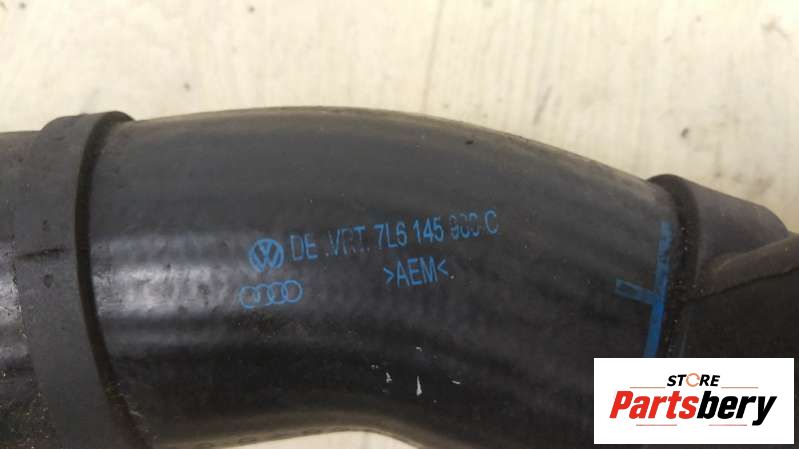 DE .VRT. 7L6 145 C
>AEM<
STORE
Partsbery